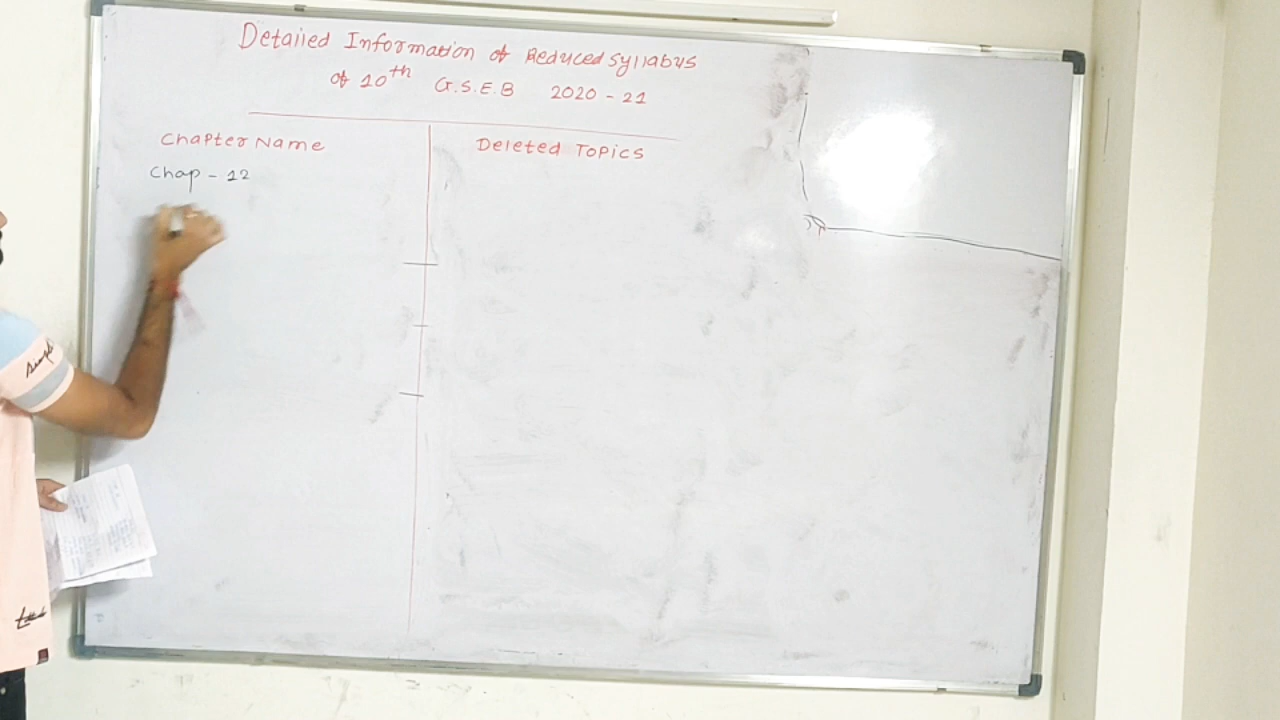 Detailed Information of Reduced Syllabus
of 10th G.S.E.B 2020-21
Chapter Name
Deleted Topics
Chap - 12